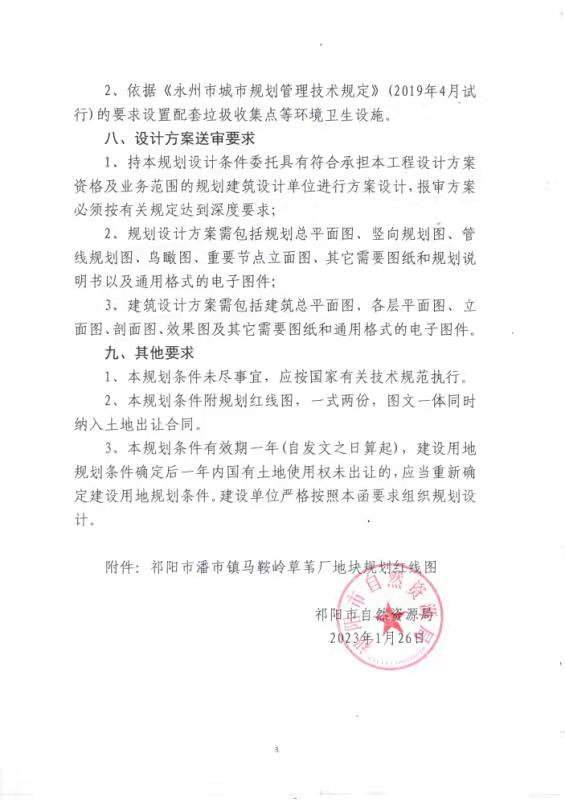 2、依据《永州市城市规划管理技术规定》(2019年4月试
行)的要求设置配套垃圾收集点等环境卫生设施。
八、设计方案送审要求
1、持本规划设计条件委托具有符合承担本工程设计方案
资格及业务范围的规划建筑设计单位进行方案设计,报审方案
必须按有关规定达到深度要求;
2、规划设计方案需包括规划总平面图、竖向规划图、管
线规划图、鸟瞰图、重要节点立面图、其它需要图纸和规划说
明书以及通用格式的电子图件;
3、建筑设计方案需包括建筑总平面图、各层平面图、立
面图、剖面图、效果图及其它需要图纸和通用格式的电子图件。
九、其他要求
1、本规划条件未尽事宜，应按国家有关技术规范执行。
2、本规划条件附规划红线图，一式两份，图文一体同时
纳入土地出让合同。
3、本规划条件有效期一年(自发文之日算起)，建设用地
规划条件确定后一年内国有土地使用权未出让的,应当重新确
定建设用地规划条件。建设单位严格按照本函要求组织规划设
计。
附件：祁阳市潘市镇马鞍岭草苇厂地块规划红线图
祁阳市自然资源局
祁阳市自然资源局
2023年1月26日